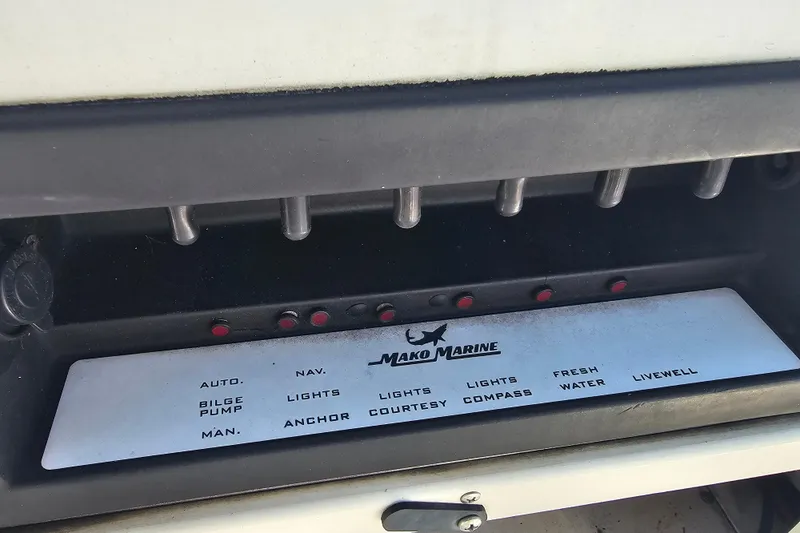 MAKO MARINE
AUTO.
BILGE
PUMP
MAN.
NAV.
LIGHTS
ANCHOR
LIGHTS
COURTESY
LIGHTS
COMPASS
FRESH
WATER
LIVEWELL